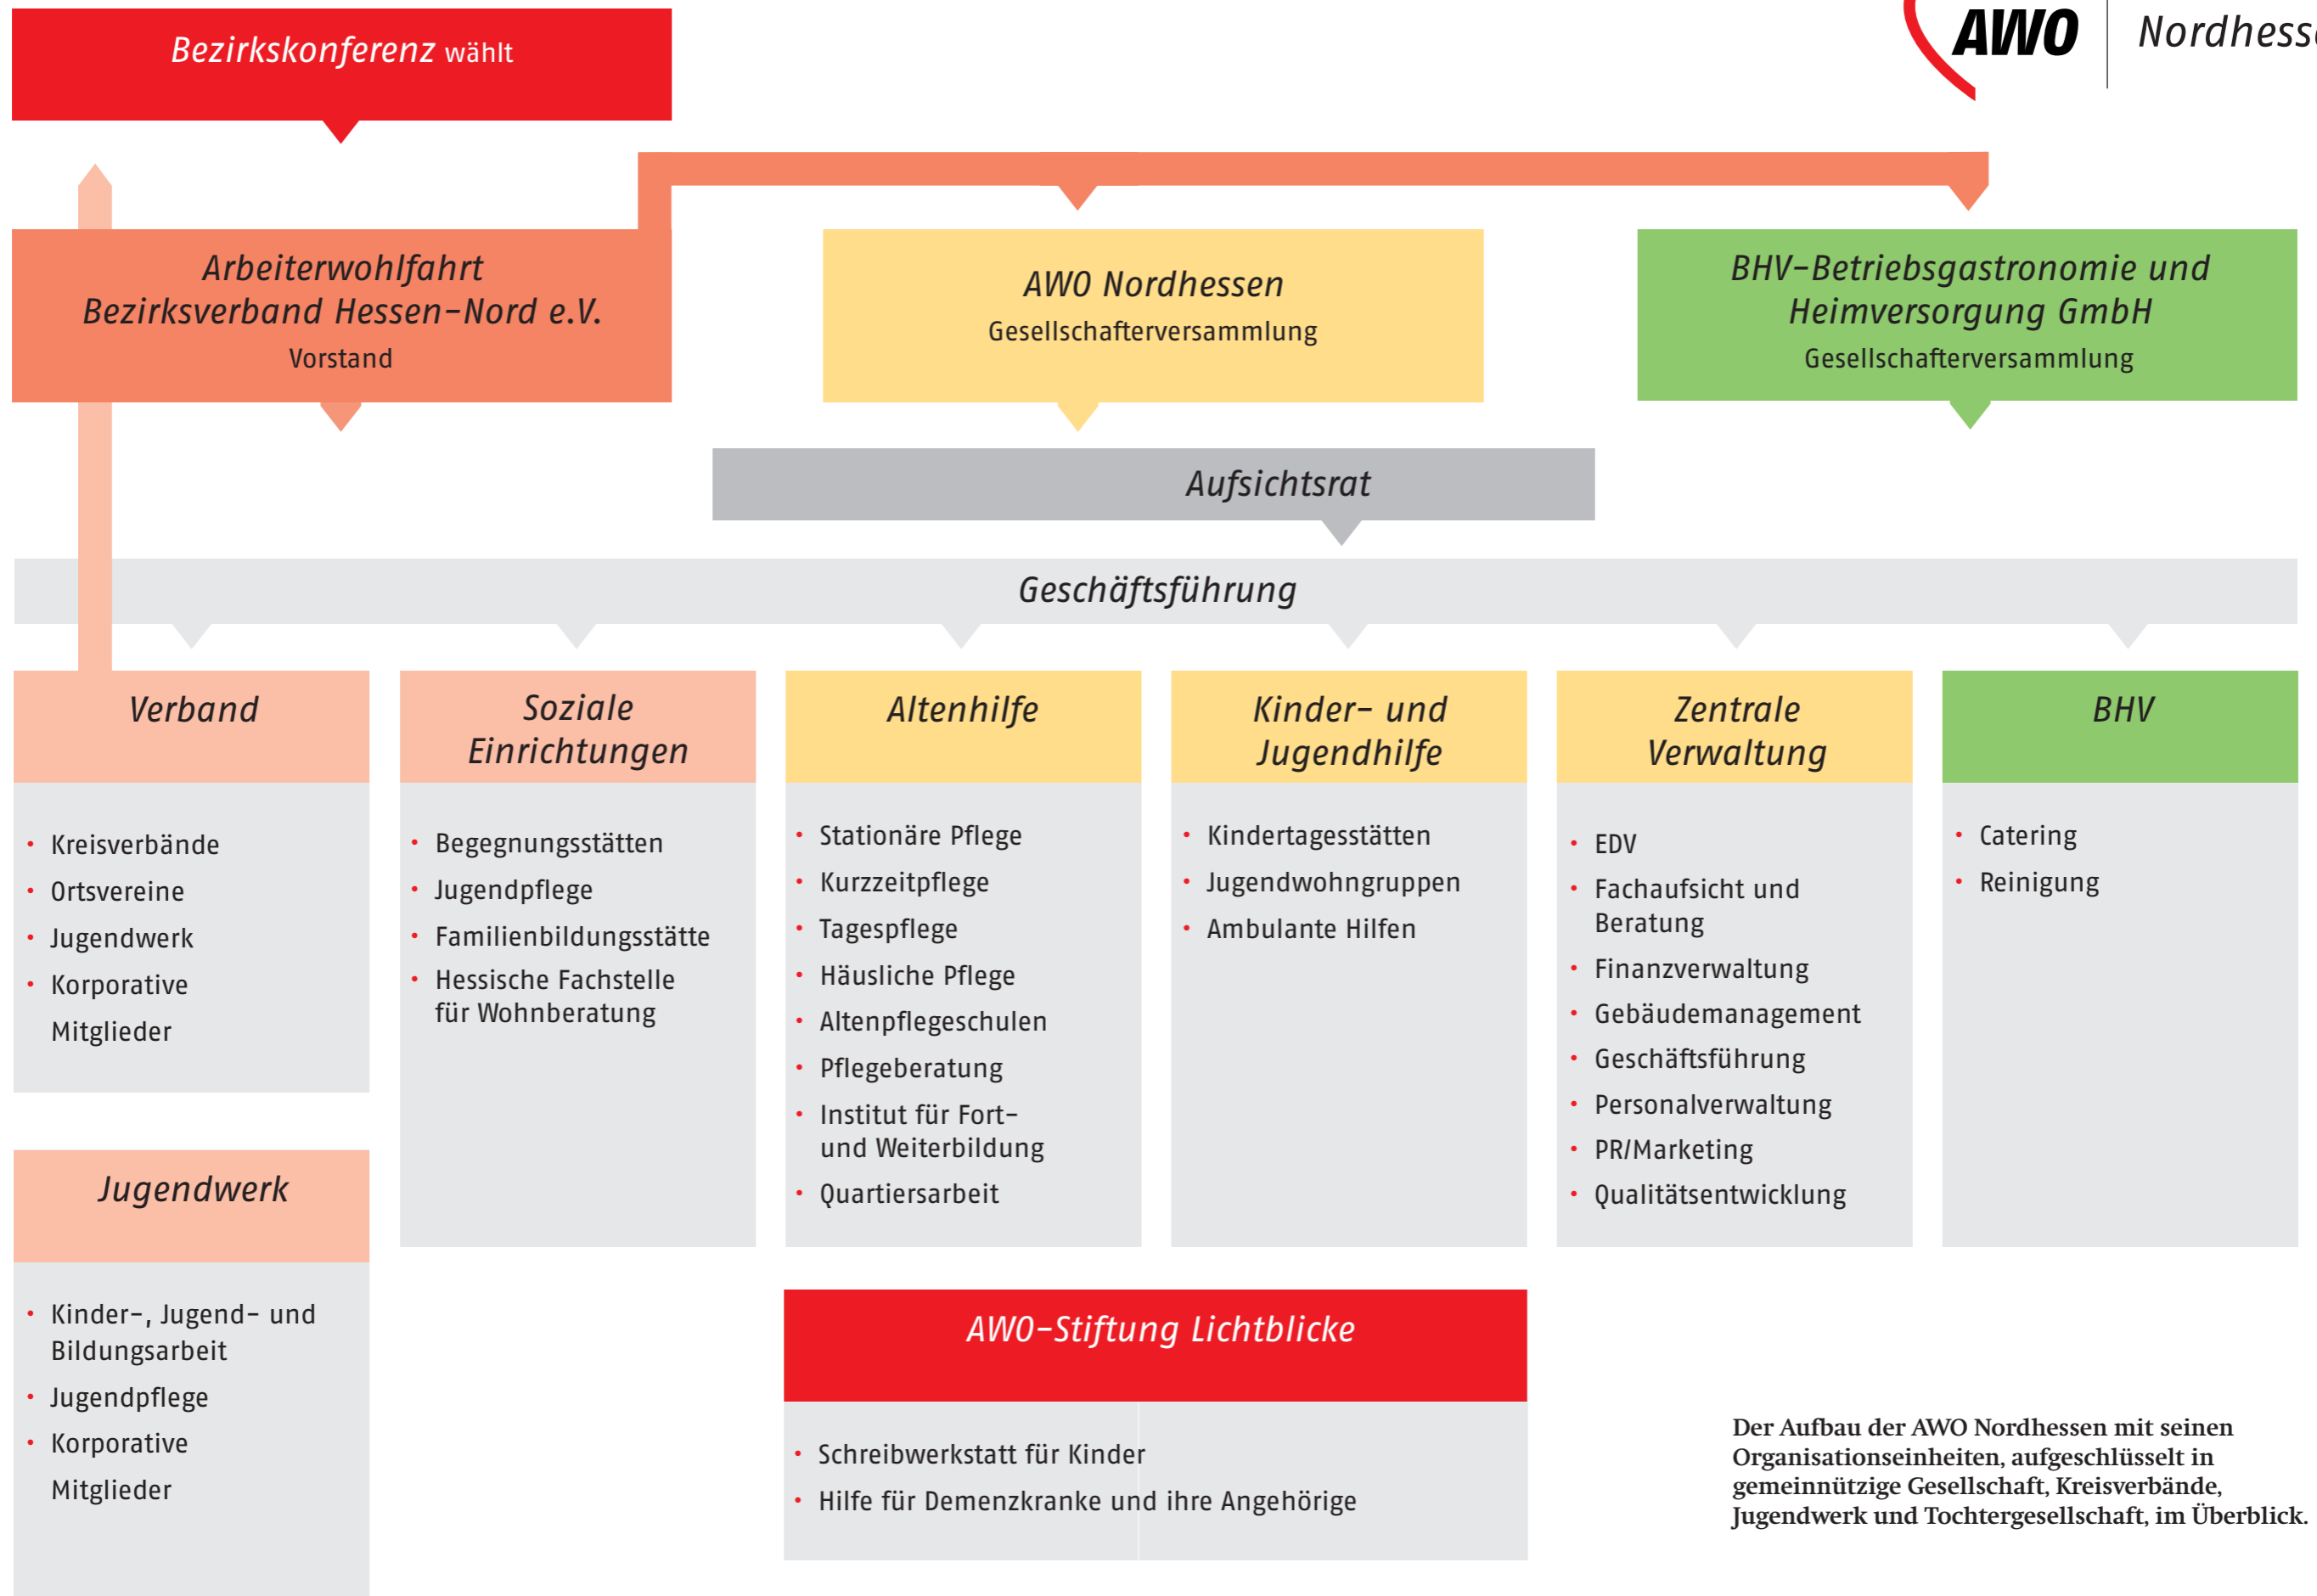 Bezirkskonferenz wählt
AWO
Arbeiterwohlfahrt
Bezirksverband Hessen-Nord e.V.
Vorstand
AWO Nordhessen
Gesellschafterversammlung
BHV-Betriebsgastronomie und
Heimversorgung GmbH
Gesellschafterversammlung
Aufsichtsrat
Geschäftsführung
Verband
• Kreisverbände
• Ortsvereine
• Jugendwerk
• Korporative
Mitglieder
Jugendwerk
• Kinder-, Jugend- und
Bildungsarbeit
• Jugendpflege
• Korporative
Mitglieder
Soziale
Einrichtungen
• Begegnungsstätten
• Jugendpflege
• Familienbildungsstätte
• Hessische Fachstelle
für Wohnberatung
Altenhilfe
• Stationäre Pflege
• Kurzzeitpflege
• Tagespflege
• Häusliche Pflege
• Altenpflegeschulen
• Pflegeberatung
• Institut für Fort-
und Weiterbildung
• Quartiersarbeit
Kinder- und
Jugendhilfe
• Kindertagesstätten
• Jugendwohngruppen
• Ambulante Hilfen
Zentrale
Verwaltung
• EDV
• Fachaufsicht und
Beratung
• Finanzverwaltung
• Gebäudemanagement
• Geschäftsführung
• Personalverwaltung
• PR/Marketing
• Qualitätsentwicklung
BHV
• Catering
• Reinigung
AWO-Stiftung Lichtblicke
• Schreibwerkstatt für Kinder
• Hilfe für Demenzkranke und ihre Angehörige
Der Aufbau der AWO Nordhessen mit seinen
Organisationseinheiten, aufgeschlüsselt in
gemeinnützige Gesellschaft, Kreisverbände,
Jugendwerk und Tochtergesellschaft, im Überblick.